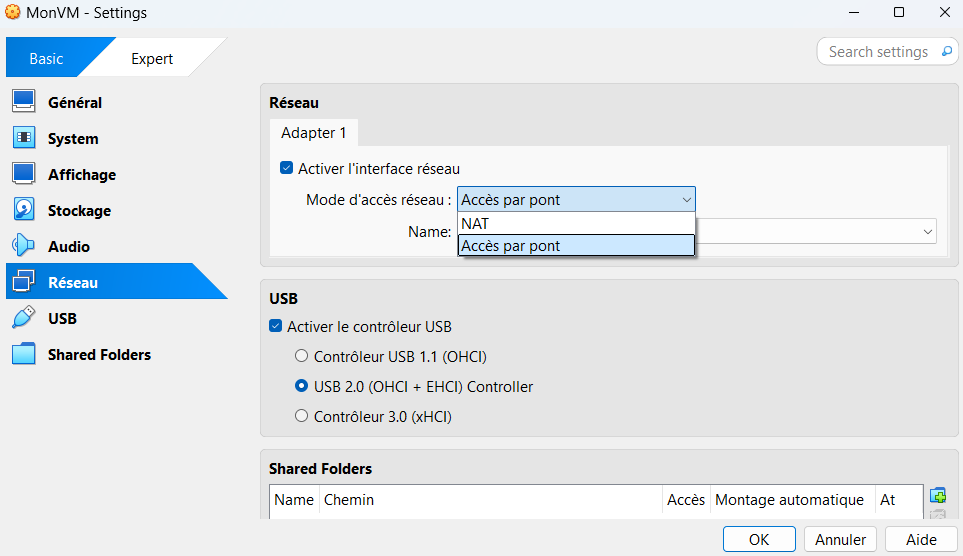 MonVM - Settings
Basic
Expert
Search settings
Général
System
Affichage
Stockage
Audio
Réseau
USB
Shared Folders
Réseau
Adapter 1
Activer l'interface réseau
Mode d'accès réseau : Accès par pont
NAT
Name:
Accès par pont
USB
Activer le contrôleur USB
Contrôleur USB 1.1 (OHCI)
USB 2.0 (OHCI + EHCI) Controller
Contrôleur 3.0 (xHCI)
Shared Folders
Name Chemin Accès Montage automatique At
OK Annuler Aide